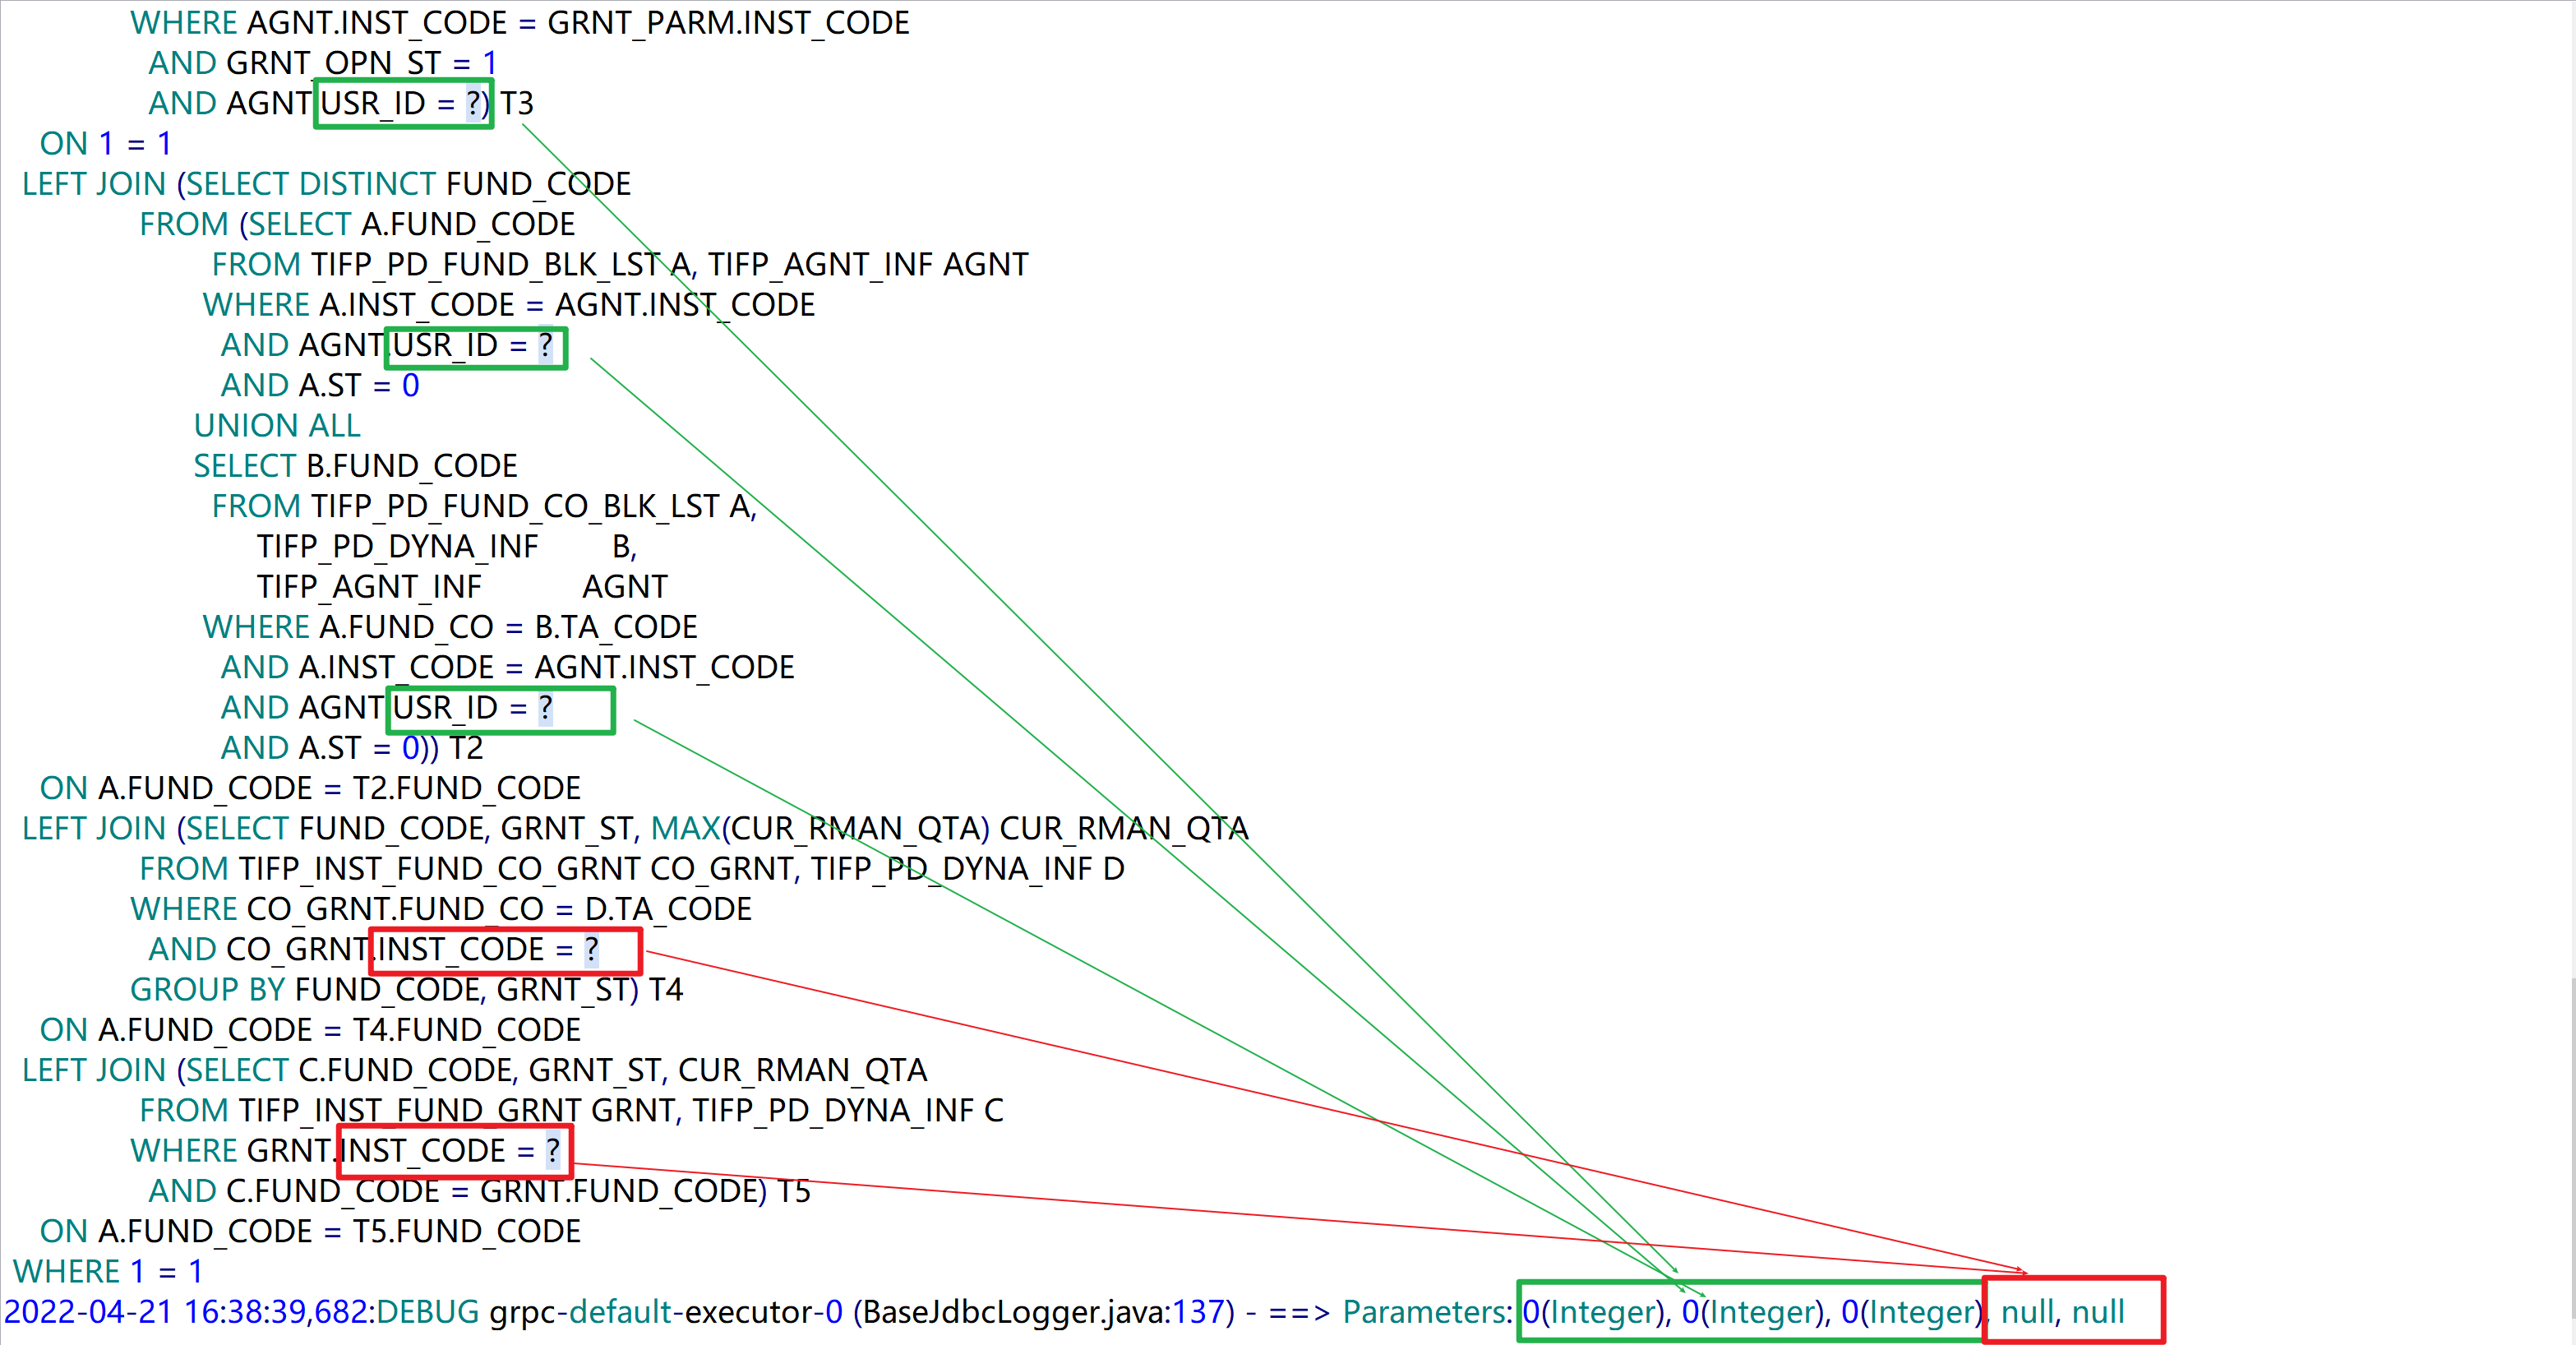 WHERE AGNT.INST_CODE = GRNT_PARM.INST_CODE
AND GRNT_OPN_ST = 1
AND AGNT.USR_ID = ?) T3
ON 1 = 1
LEFT JOIN (SELECT DISTINCT FUND_CODE
FROM (SELECT A.FUND_CODE
FROM TIFP_PD_FUND_BLK_LST A, TIFP_AGNT_INF AGNT
WHERE A.INST_CODE = AGNT.INST_CODE
AND AGNT.USR_ID = ?
AND A.ST = 0
UNION ALL
SELECT B.FUND_CODE
FROM TIFP_PD_FUND_CO_BLK_LST A,
TIFP_PD_DYNA_INF B,
TIFP_AGNT_INF AGNT
WHERE A.FUND_CO = B.TA_CODE
AND A.INST_CODE = AGNT.INST_CODE
AND AGNT.USR_ID = ?
AND A.ST = 0)) T2
ON A.FUND_CODE = T2.FUND_CODE
LEFT JOIN (SELECT FUND_CODE, GRNT_ST, MAX(CUR_RMAN_QTA) CUR_RMAN_QTA
FROM TIFP_INST_FUND_CO_GRNT CO_GRNT, TIFP_PD_DYNA_INF D
WHERE CO_GRNT.FUND_CO = D.TA_CODE
AND CO_GRNT.INST_CODE = ?
GROUP BY FUND_CODE, GRNT_ST) T4
ON A.FUND_CODE = T4.FUND_CODE
LEFT JOIN (SELECT C.FUND_CODE, GRNT_ST, CUR_RMAN_QTA
FROM TIFP_INST_FUND_GRNT GRNT, TIFP_PD_DYNA_INF C
WHERE GRNT.INST_CODE = ?
AND C.FUND_CODE = GRNT.FUND_CODE) T5
ON A.FUND_CODE = T5.FUND_CODE
WHERE 1 = 1
2022-04-21 16:38:39,682:DEBUG grpc-default-executor-0 (BaseJdbcLogger.java:137) - ==> Parameters: 0(Integer), 0(Integer), 0(Integer), null, null